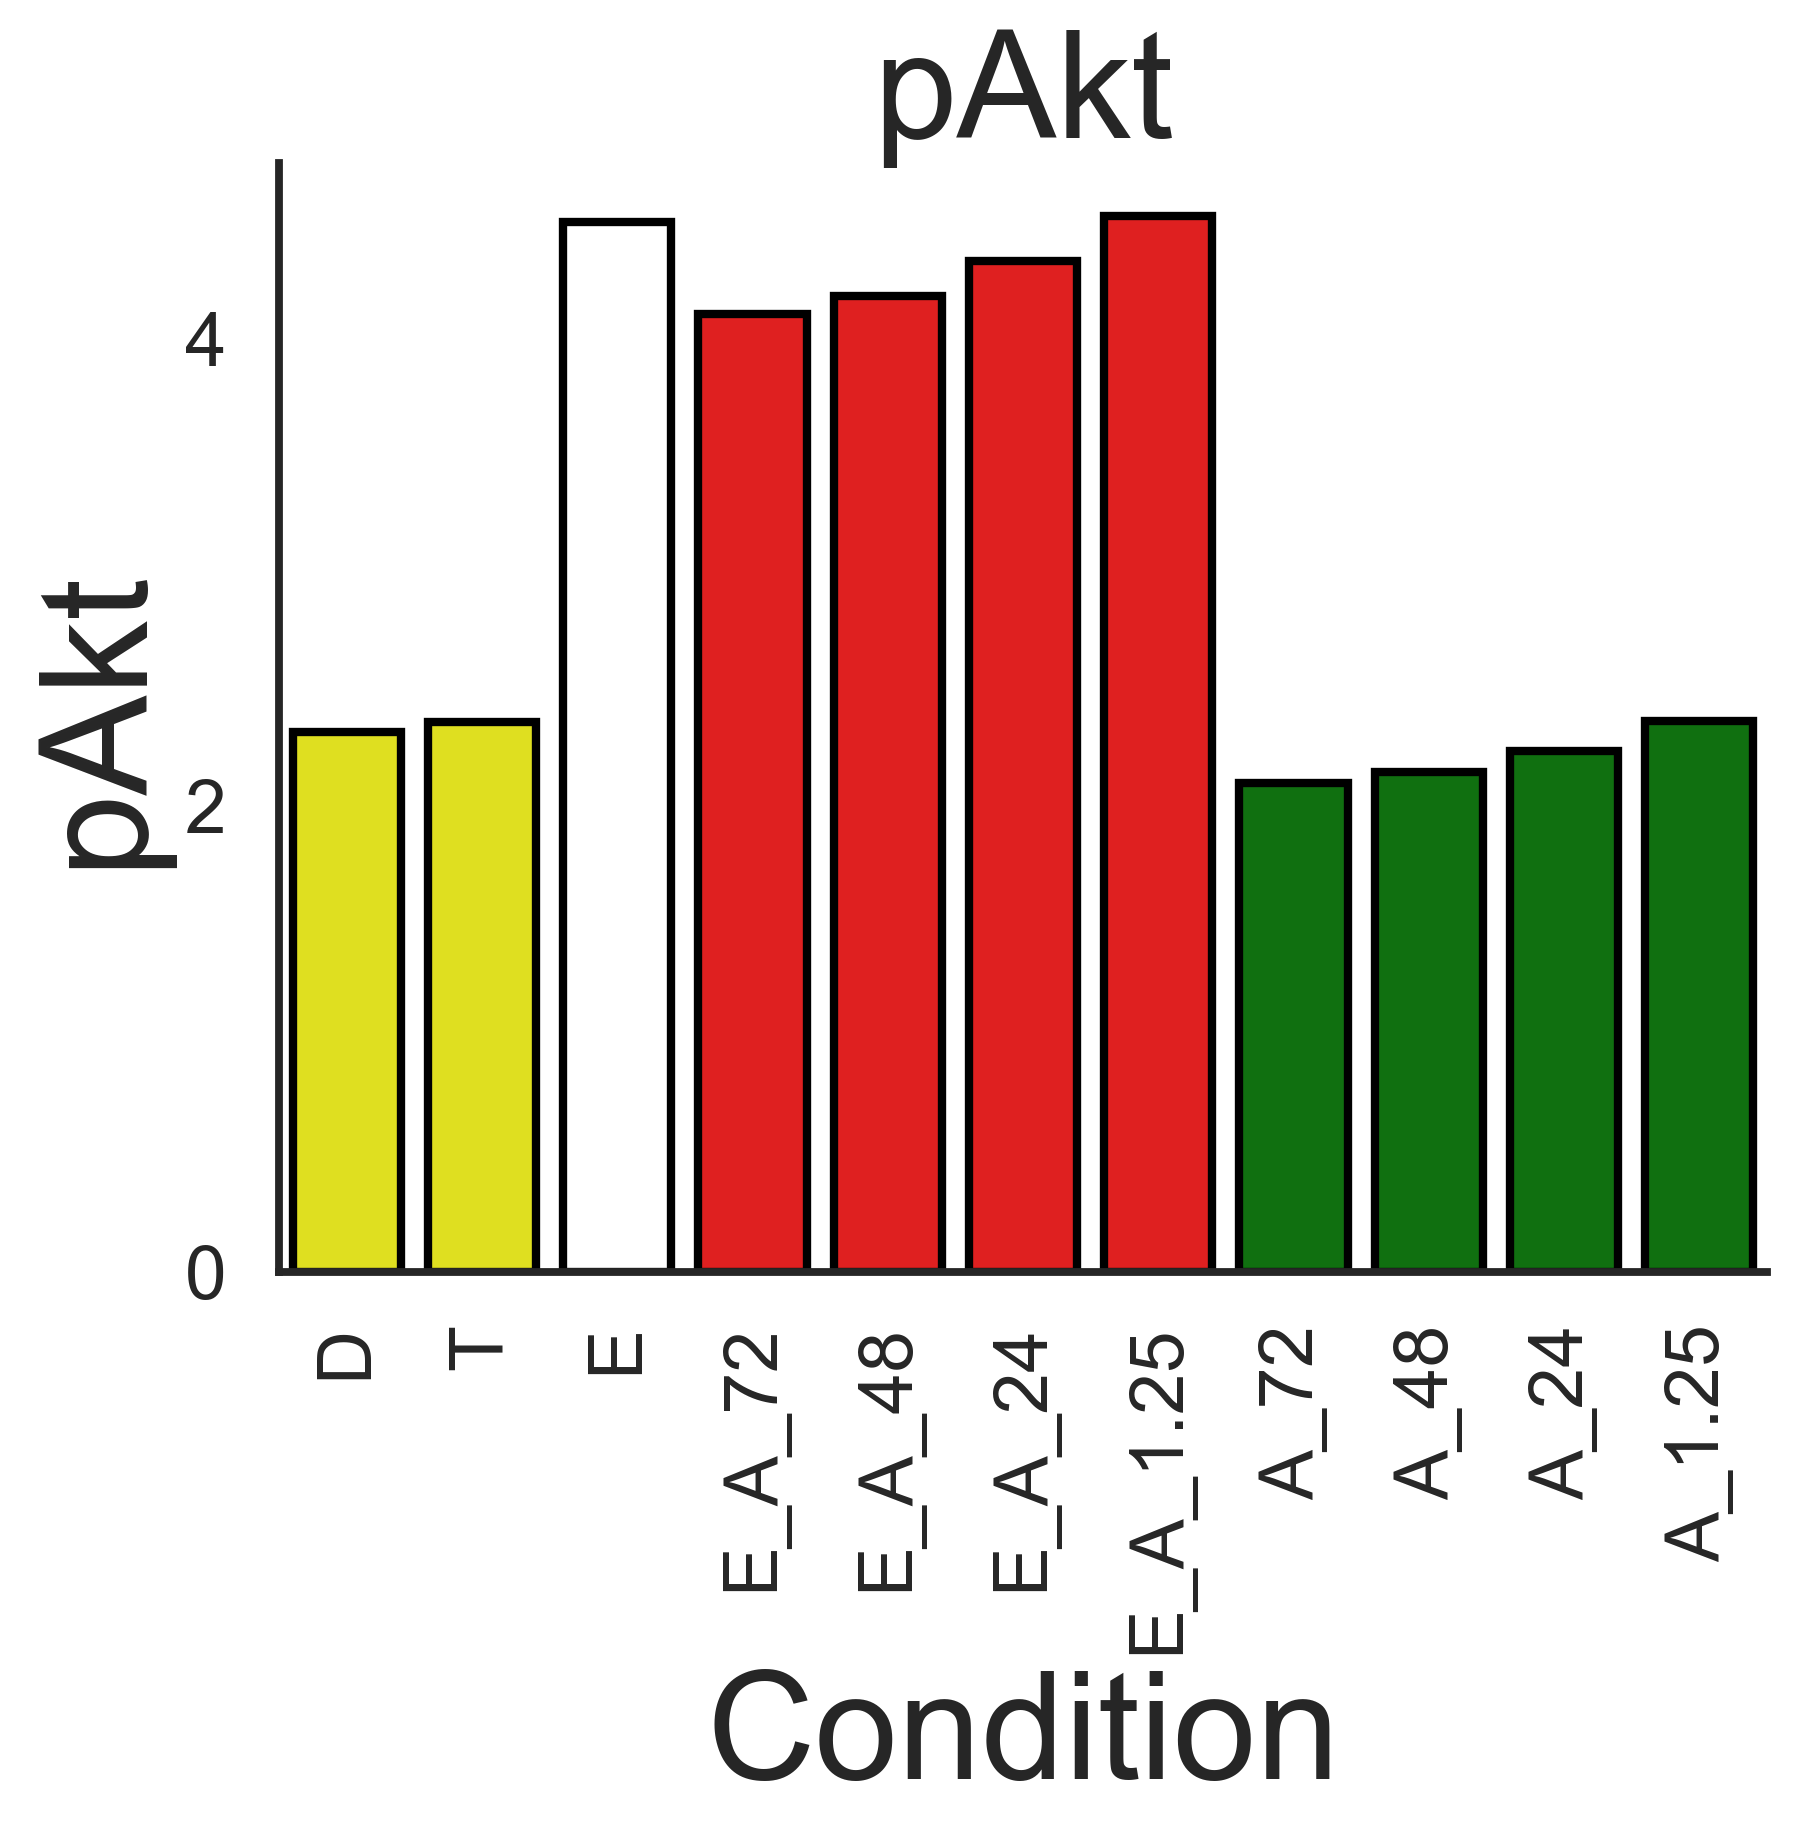 pAkt
pAkt
4
2
0
D
T
E
E_A_72
E_A_48
E_A_24
E_A_1.25
A_72
A_48
A_24
A_1.25
Condition